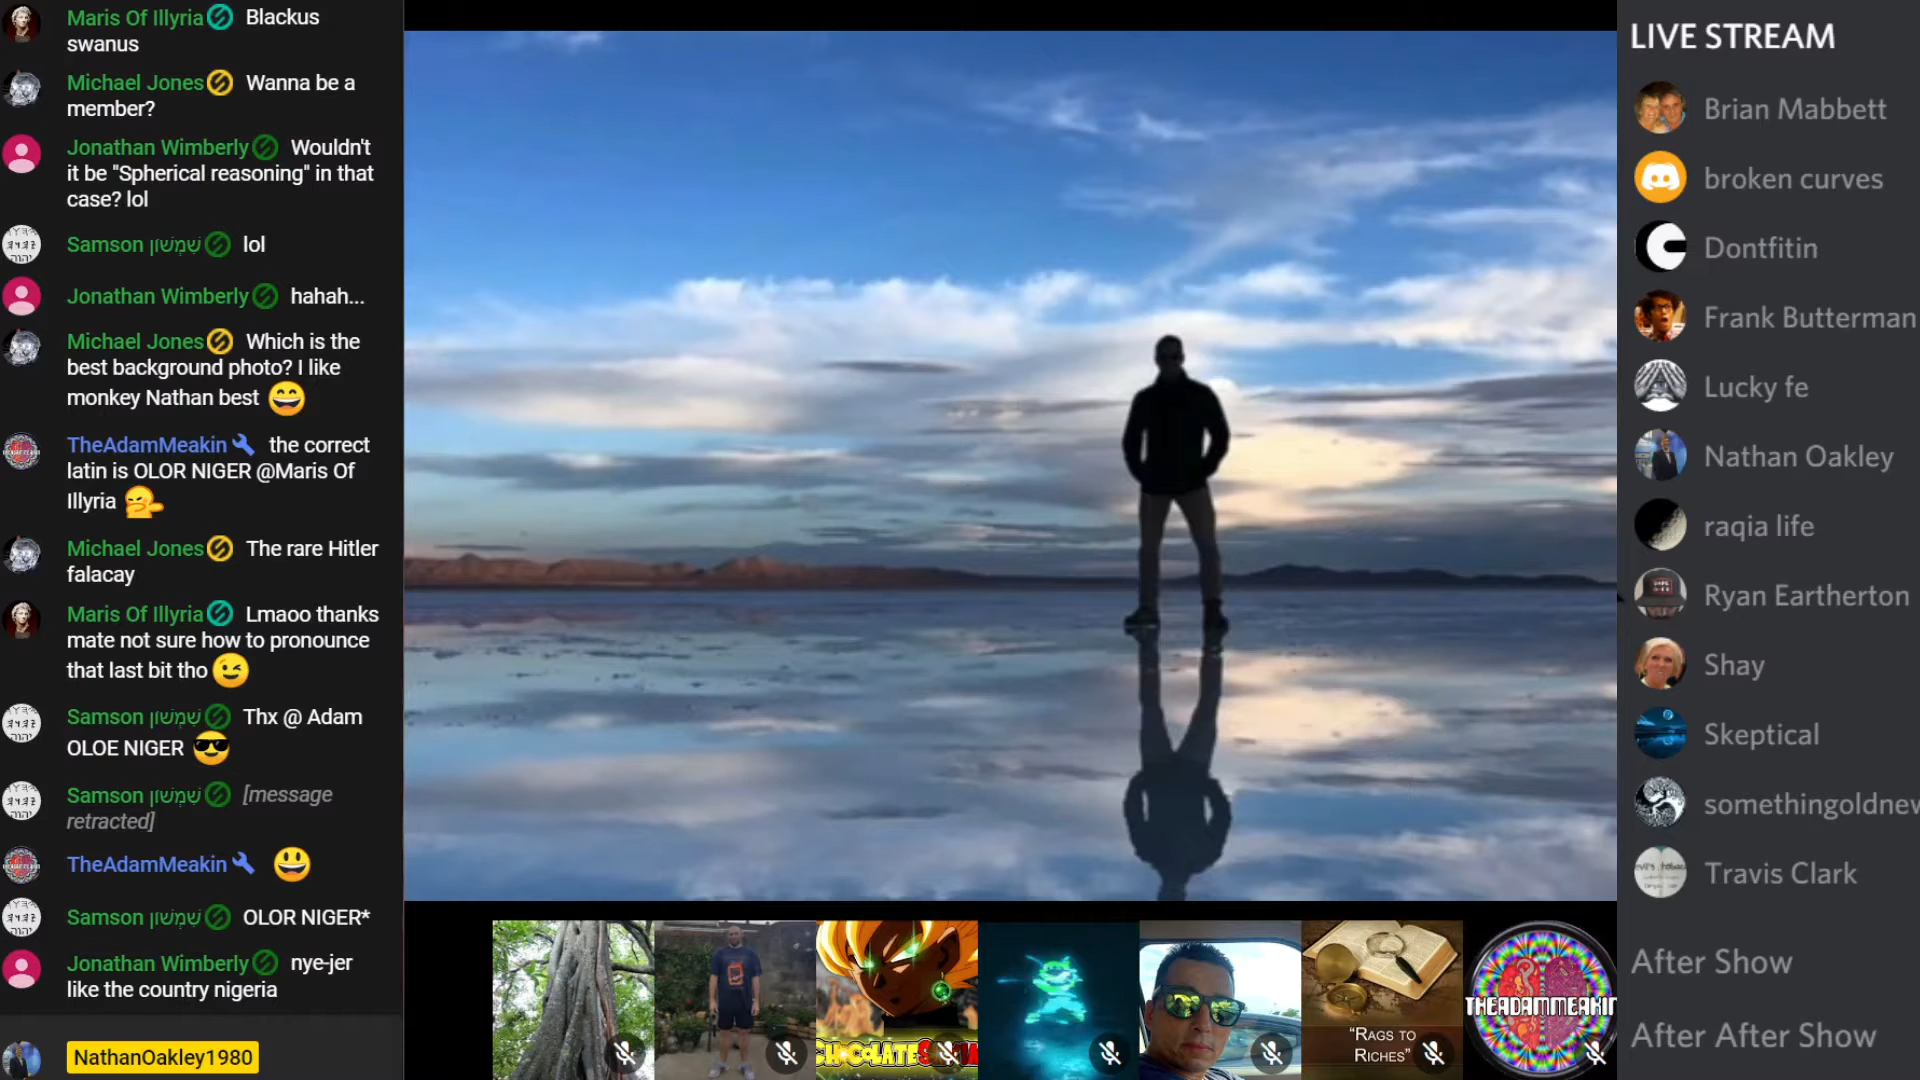 Maris Of Illyria Blackus
swanus
Michael Jones Wanna be a
member?
Jonathan Wimberly Wouldn't
it be "Spherical reasoning" in that
case? lol
Samson שִׁמְשׁוֹן lol
Jonathan Wimberly hahah...
Michael Jones Which is the
best background photo? I like
monkey Nathan best 😄
TheAdamMeakin the correct
latin is OLOR NIGER @Maris Of
Illyria
Michael Jones The rare Hitler
falacay
Maris Of Illyria Lmaoo thanks
mate not sure how to pronounce
that last bit tho 😉
Samson שִׁמְשׁוֹן Thx @ Adam
OLOE NIGER 😎
Samson שִׁמְשׁוֹן [message
retracted]
TheAdamMeakin 😃
Samson שִׁמְשׁוֹן OLOR NIGER*
Jonathan Wimberly nye-jer
like the country nigeria
NathanOakley1980
"RAGS TO
RICHES"
THEADAMMEAKIN
LIVE STREAM
Brian Mabbett
broken curves
Dontfitin
Frank Butterman
Lucky fe
Nathan Oakley
raqia life
Ryan Eartherton
Shay
Skeptical
somethingoldnew
Travis Clark
After Show
After After Show